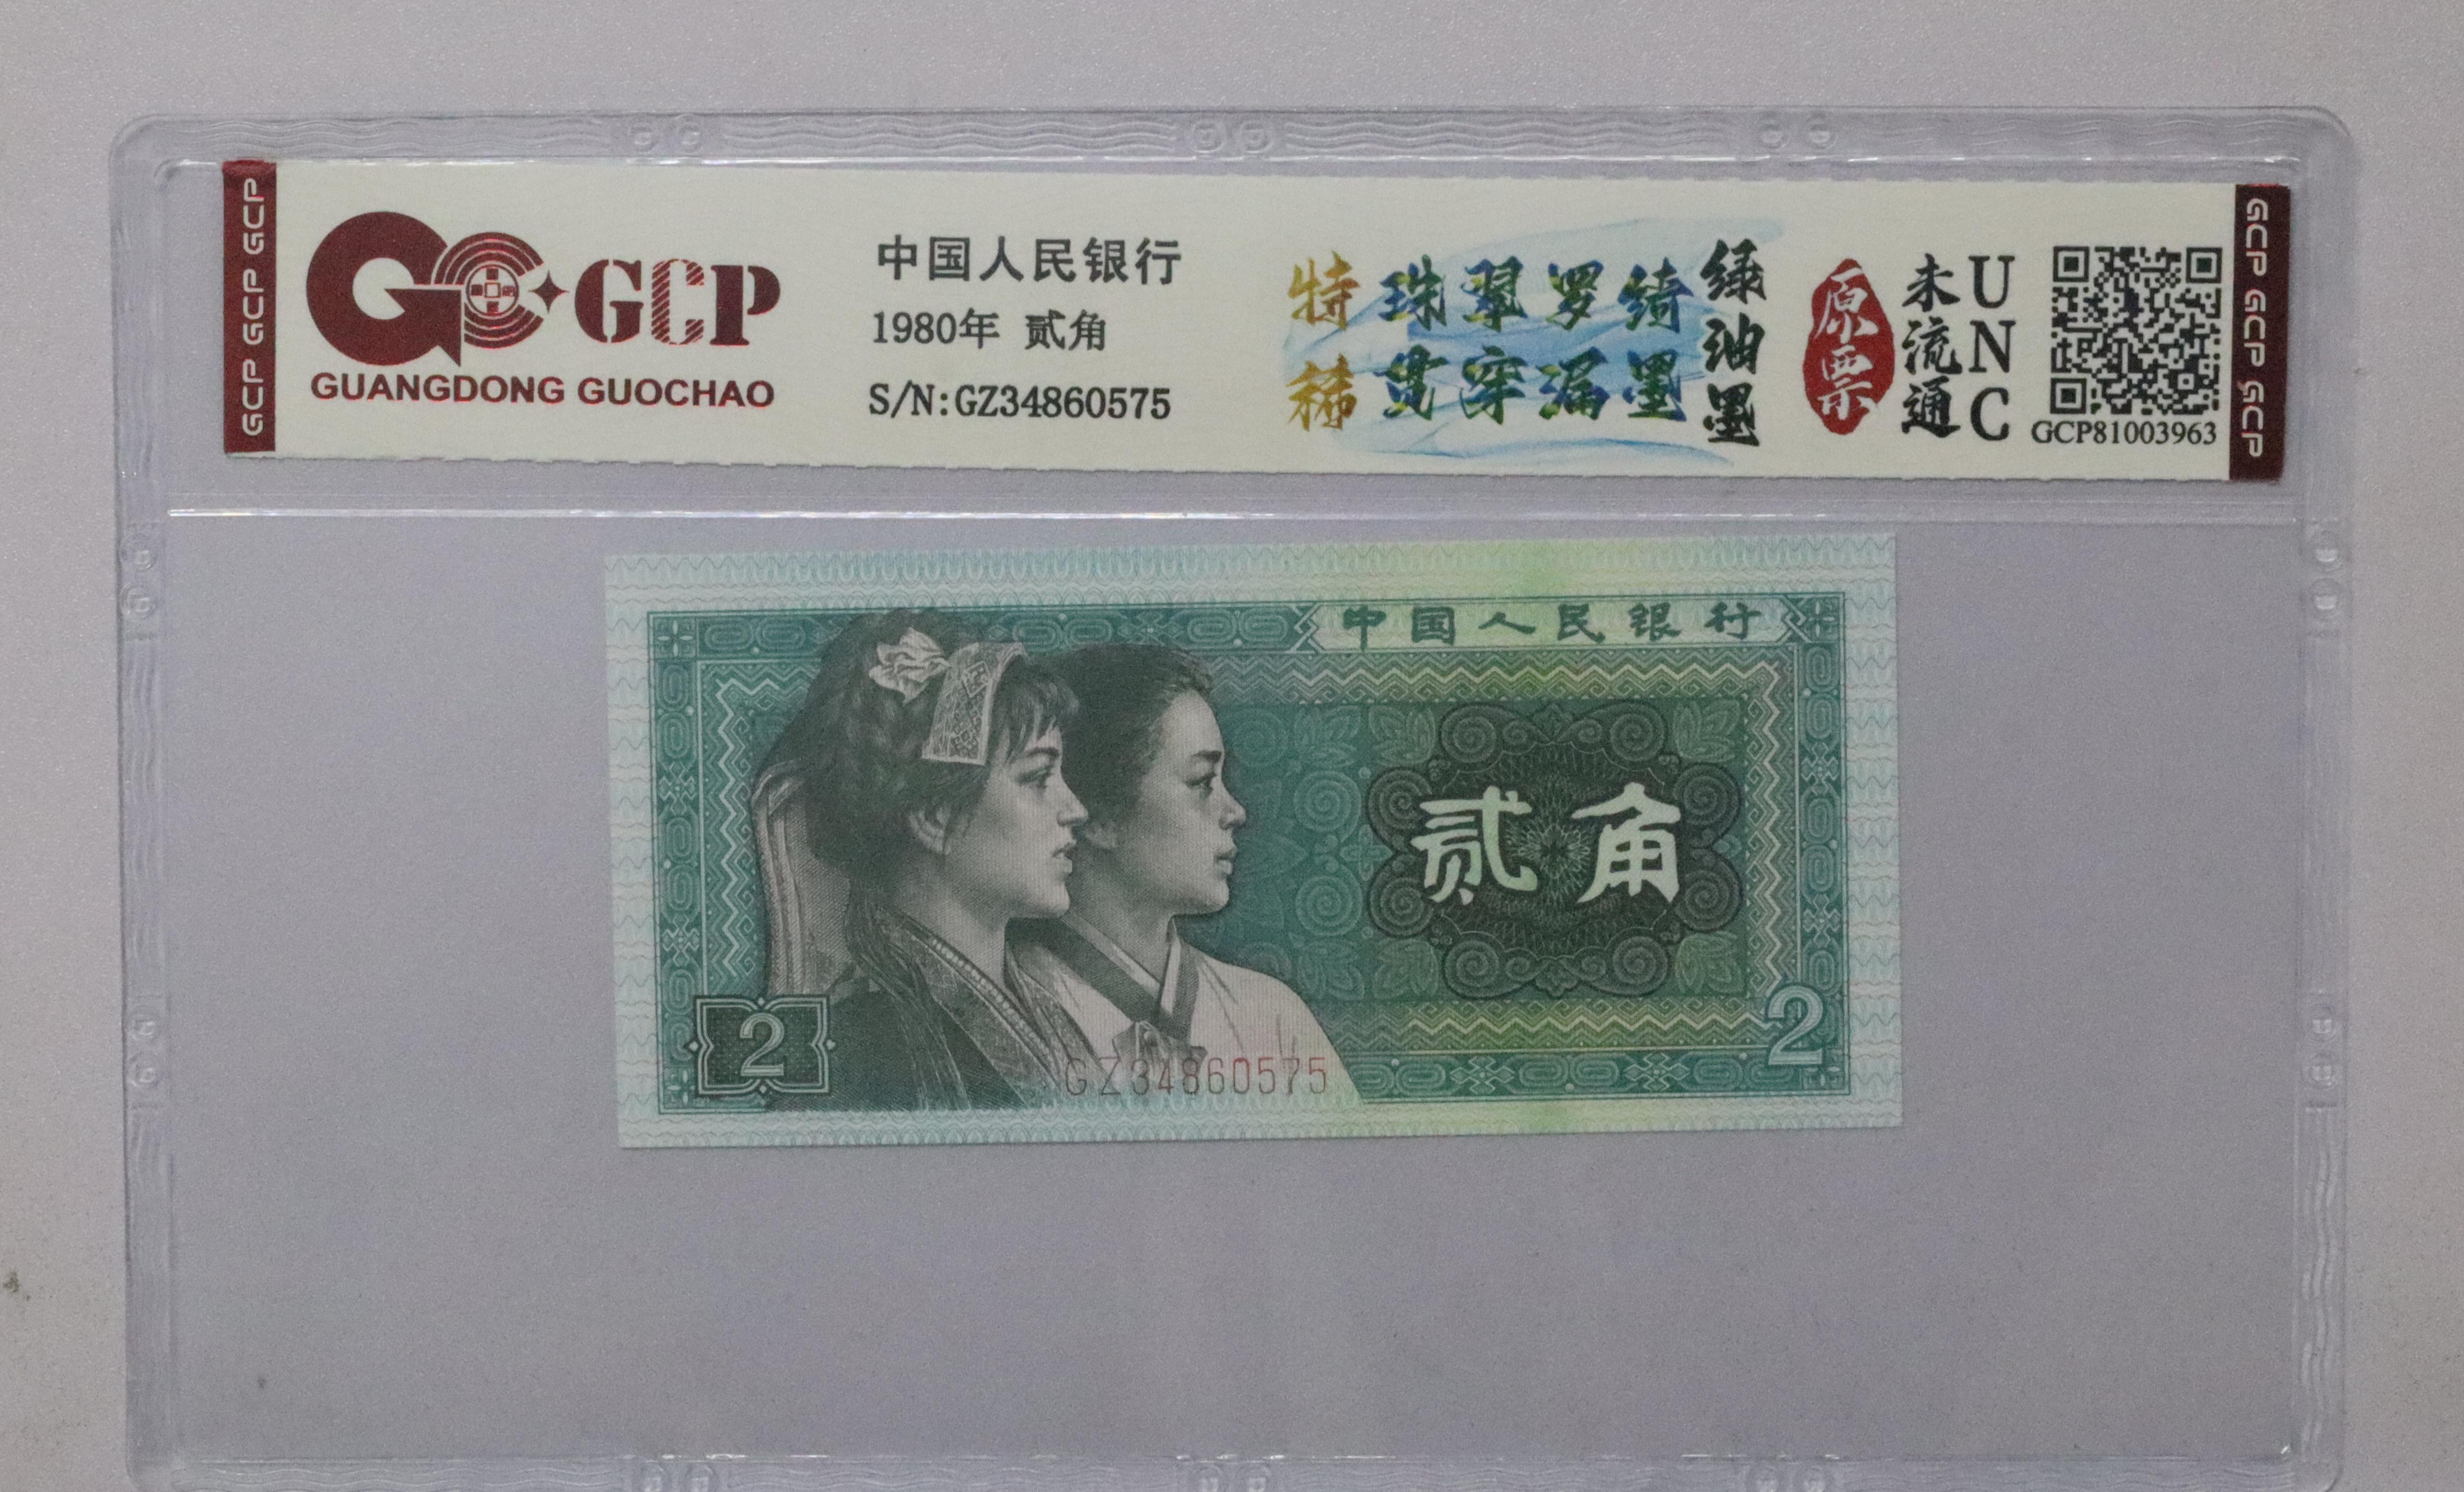 GCP GCP GCP
GCP
GUANGDONG GUOCHAO
中国人民银行
1980年 贰角
S/N:GZ34860575
特稀
珠翠罗绮
贯穿漏墨
绿油墨
原票
未流通
UNC
GCP81003963
GCP GCP GCP
中国人民银行
贰角
2
2
GZ34860575